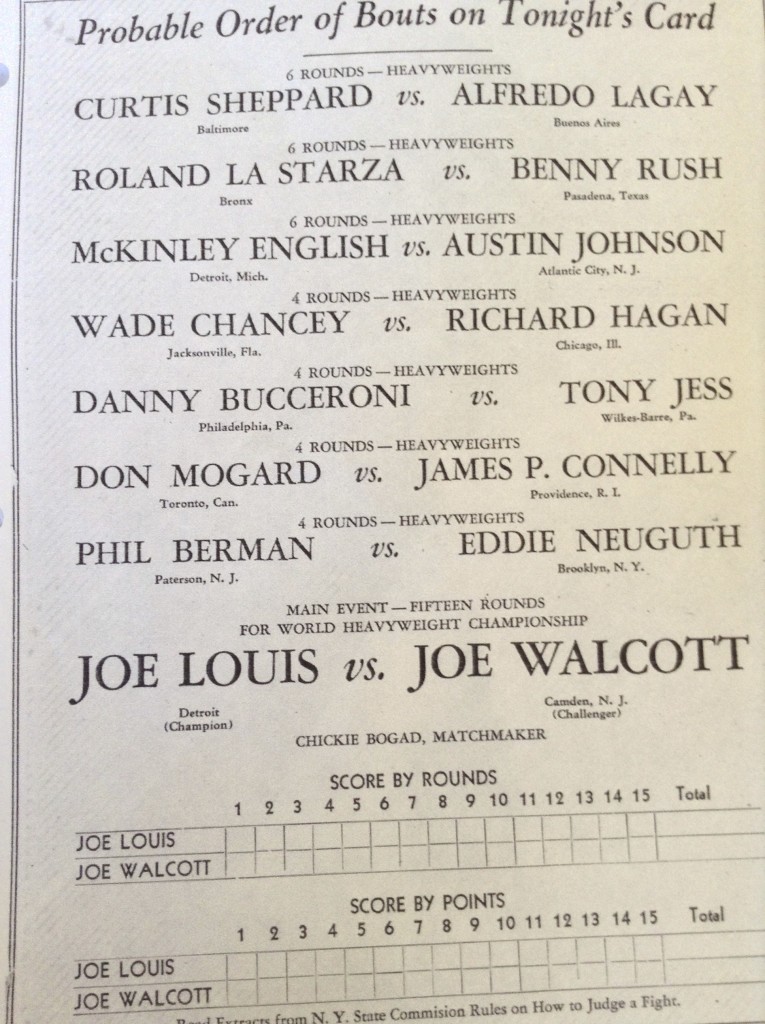 Probable Order of Bouts on Tonight's Card
6 ROUNDS — HEAVYWEIGHTS
CURTIS SHEPPARD vs. ALFREDO LAGAY
Baltimore Buenos Aires
6 ROUNDS — HEAVYWEIGHTS
ROLAND LA STARZA vs. BENNY RUSH
Bronx Pasadena, Texas
6 ROUNDS — HEAVYWEIGHTS
McKINLEY ENGLISH vs. AUSTIN JOHNSON
Detroit, Mich. Atlantic City, N. J.
4 ROUNDS — HEAVYWEIGHTS
WADE CHANCEY vs. RICHARD HAGAN
Jacksonville, Fla. Chicago, Ill.
4 ROUNDS — HEAVYWEIGHTS
DANNY BUCCERONI vs. TONY JESS
Philadelphia, Pa. Wilkes-Barre, Pa.
4 ROUNDS — HEAVYWEIGHTS
DON MOGARD vs. JAMES P. CONNELLY
Toronto, Can. Providence, R. I.
4 ROUNDS — HEAVYWEIGHTS
PHIL BERMAN vs. EDDIE NEUGUTH
Paterson, N. J. Brooklyn, N. Y.
MAIN EVENT — FIFTEEN ROUNDS
FOR WORLD HEAVYWEIGHT CHAMPIONSHIP
JOE LOUIS vs. JOE WALCOTT
Detroit Camden, N. J.
(Champion) (Challenger)
CHICKIE BOGAD, MATCHMAKER
SCORE BY ROUNDS
1 2 3 4 5 6 7 8 9 10 11 12 13 14 15 Total
JOE LOUIS
JOE WALCOTT
SCORE BY POINTS
1 2 3 4 5 6 7 8 9 10 11 12 13 14 15 Total
JOE LOUIS
JOE WALCOTT
Read Extracts from N. Y. State Commision Rules on How to Judge a Fight.